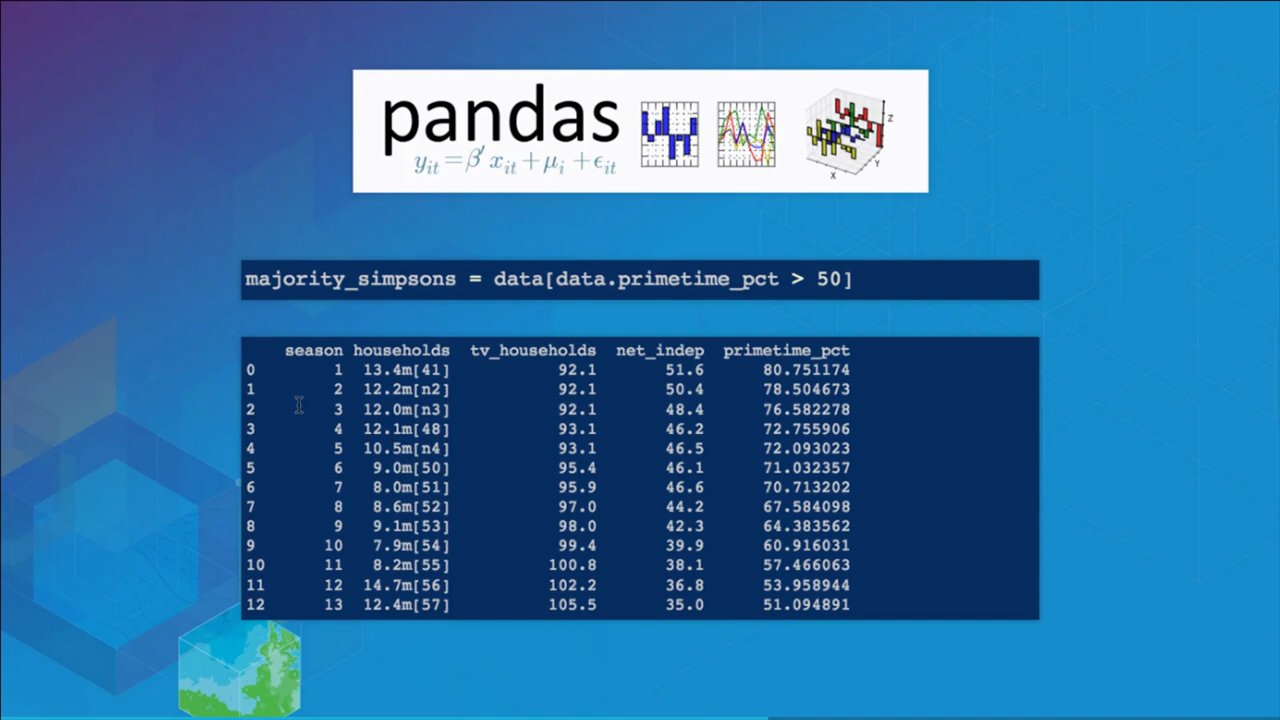 pandas
y_{it} = β' x_{it} + μ_i + ε_{it}
Z
Y
X
majority_simpsons = data[data.primetime_pct > 50]
season households tv_households net_indep primetime_pct
0 1 13.4m[41] 92.1 51.6 80.751174
1 2 12.2m[n2] 92.1 50.4 78.504673
2 3 12.0m[n3] 92.1 48.4 76.582278
3 4 12.1m[48] 93.1 46.2 72.755906
4 5 10.5m[n4] 93.1 46.5 72.093023
5 6 9.0m[50] 95.4 46.1 71.032357
6 7 8.0m[51] 95.9 46.6 70.713202
7 8 8.6m[52] 97.0 44.2 67.584098
8 9 9.1m[53] 98.0 42.3 64.383562
9 10 7.9m[54] 99.4 39.9 60.916031
10 11 8.2m[55] 100.8 38.1 57.466063
11 12 14.7m[56] 102.2 36.8 53.958944
12 13 12.4m[57] 105.5 35.0 51.094891